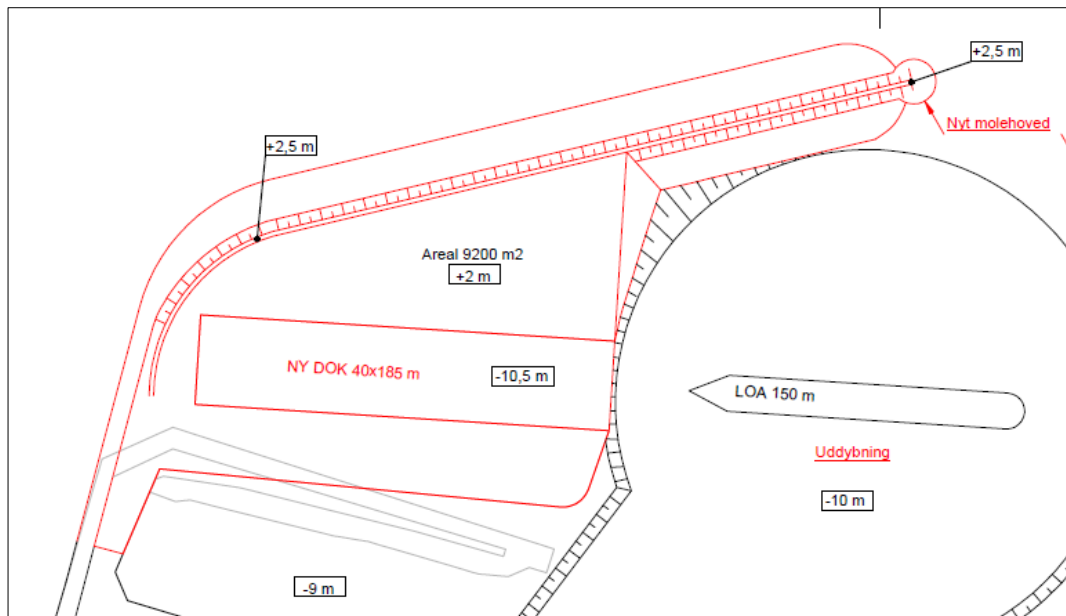 +2,5 m
Nyt molehoved
+2,5 m
Areal 9200 m2
+2 m
NY DOK 40x185 m
-10,5 m
LOA 150 m
Uddybning
-10 m
-9 m